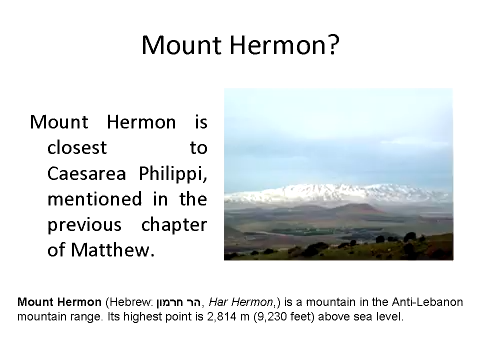 Mount Hermon?
Mount Hermon is
closest to
Caesarea Philippi,
mentioned in the
previous chapter
of Matthew.
Mount Hermon (Hebrew: הר חרמון, Har Hermon,) is a mountain in the Anti-Lebanon
mountain range. Its highest point is 2,814 m (9,230 feet) above sea level.